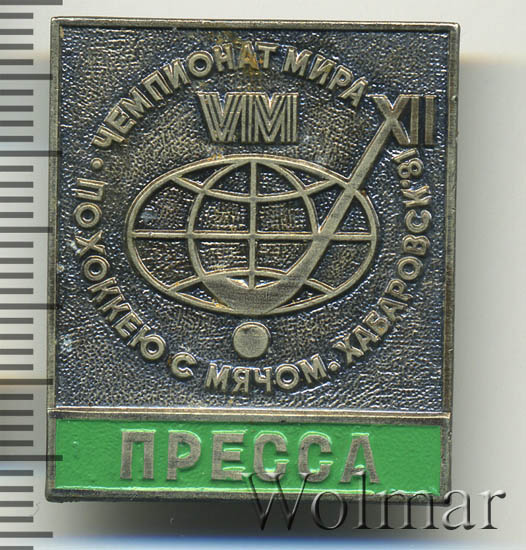 ЧЕМПИОНАТ МИРА
ПО ХОККЕЮ С МЯЧОМ • ХАБАРОВСК • 81 •
VM
XII
ПРЕССА
Wolmar